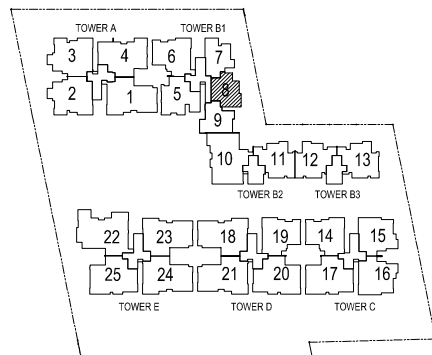 TOWER A TOWER B1
3 4 6 7
2 1 5 8
9
10 11 12 13
TOWER B2 TOWER B3
22 23 18 19 14 15
25 24 21 20 17 16
TOWER E TOWER D TOWER C